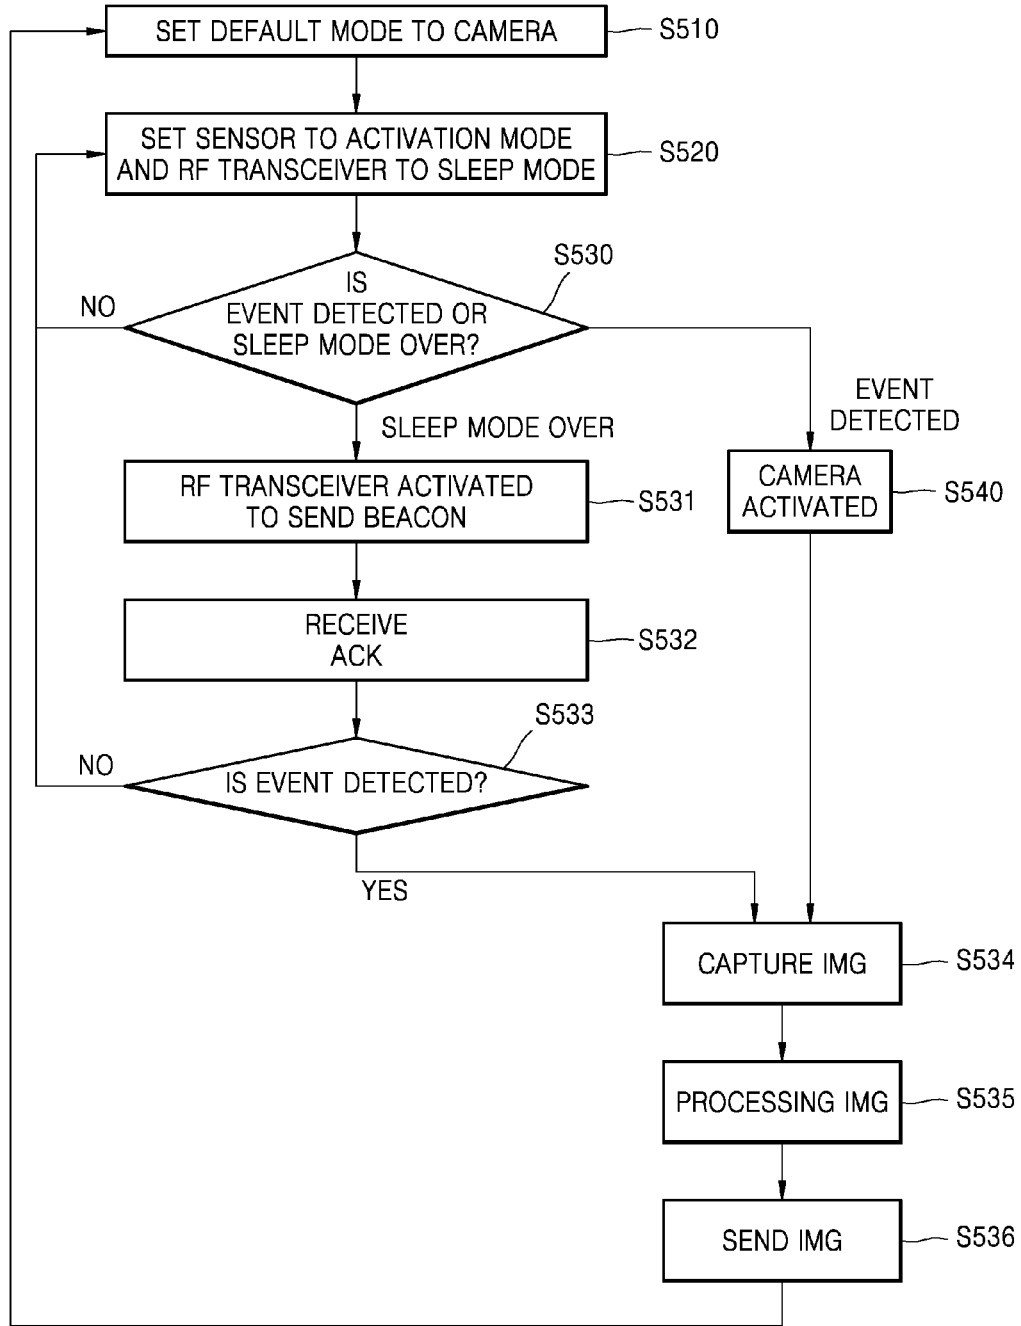 SET DEFAULT MODE TO CAMERA
S510
SET SENSOR TO ACTIVATION MODE
AND RF TRANSCEIVER TO SLEEP MODE
S520
S530
IS
EVENT DETECTED OR
SLEEP MODE OVER?
NO
EVENT
DETECTED
SLEEP MODE OVER
RF TRANSCEIVER ACTIVATED
TO SEND BEACON
S531
CAMERA
ACTIVATED
S540
RECEIVE
ACK
S532
S533
IS EVENT DETECTED?
NO
YES
CAPTURE IMG
S534
PROCESSING IMG
S535
SEND IMG
S536